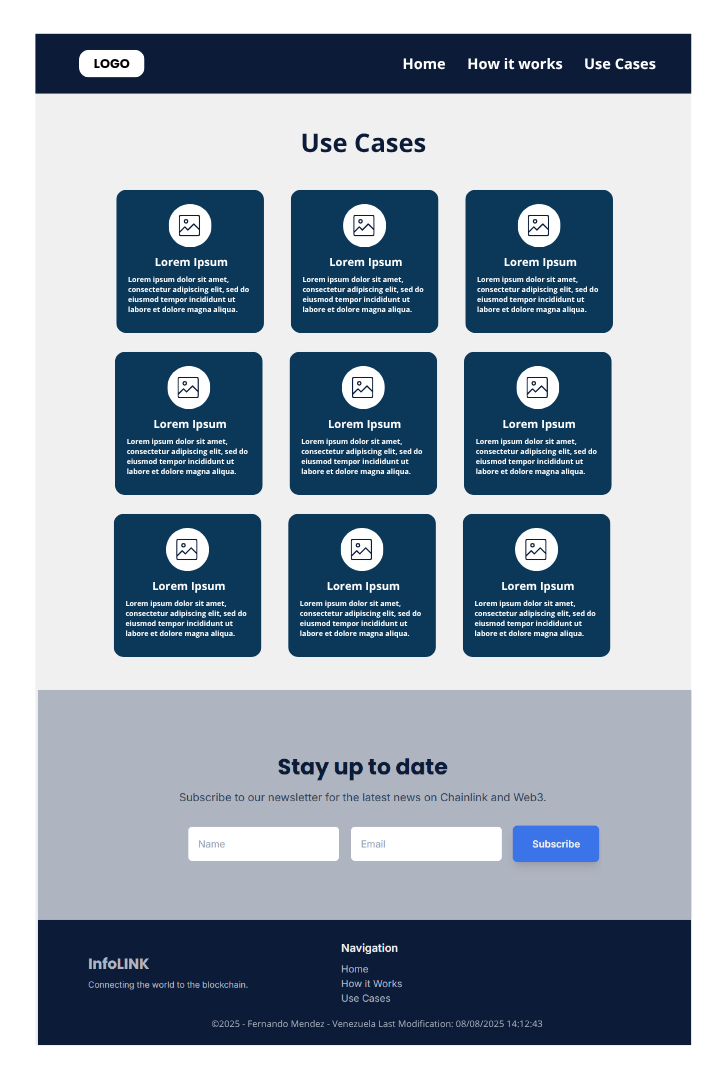 LOGO
Home How it works Use Cases
Use Cases
Lorem Ipsum
Lorem ipsum dolor sit amet,
consectetur adipiscing elit, sed do
eiusmod tempor incididunt ut
labore et dolore magna aliqua.
Lorem Ipsum
Lorem ipsum dolor sit amet,
consectetur adipiscing elit, sed do
eiusmod tempor incididunt ut
labore et dolore magna aliqua.
Lorem Ipsum
Lorem ipsum dolor sit amet,
consectetur adipiscing elit, sed do
eiusmod tempor incididunt ut
labore et dolore magna aliqua.
Lorem Ipsum
Lorem ipsum dolor sit amet,
consectetur adipiscing elit, sed do
eiusmod tempor incididunt ut
labore et dolore magna aliqua.
Lorem Ipsum
Lorem ipsum dolor sit amet,
consectetur adipiscing elit, sed do
eiusmod tempor incididunt ut
labore et dolore magna aliqua.
Lorem Ipsum
Lorem ipsum dolor sit amet,
consectetur adipiscing elit, sed do
eiusmod tempor incididunt ut
labore et dolore magna aliqua.
Lorem Ipsum
Lorem ipsum dolor sit amet,
consectetur adipiscing elit, sed do
eiusmod tempor incididunt ut
labore et dolore magna aliqua.
Lorem Ipsum
Lorem ipsum dolor sit amet,
consectetur adipiscing elit, sed do
eiusmod tempor incididunt ut
labore et dolore magna aliqua.
Lorem Ipsum
Lorem ipsum dolor sit amet,
consectetur adipiscing elit, sed do
eiusmod tempor incididunt ut
labore et dolore magna aliqua.
Stay up to date
Subscribe to our newsletter for the latest news on Chainlink and Web3.
Name
Email
Subscribe
InfoLINK
Connecting the world to the blockchain.
Navigation
Home
How it Works
Use Cases
©2025 - Fernando Mendez - Venezuela Last Modification: 08/08/2025 14:12:43